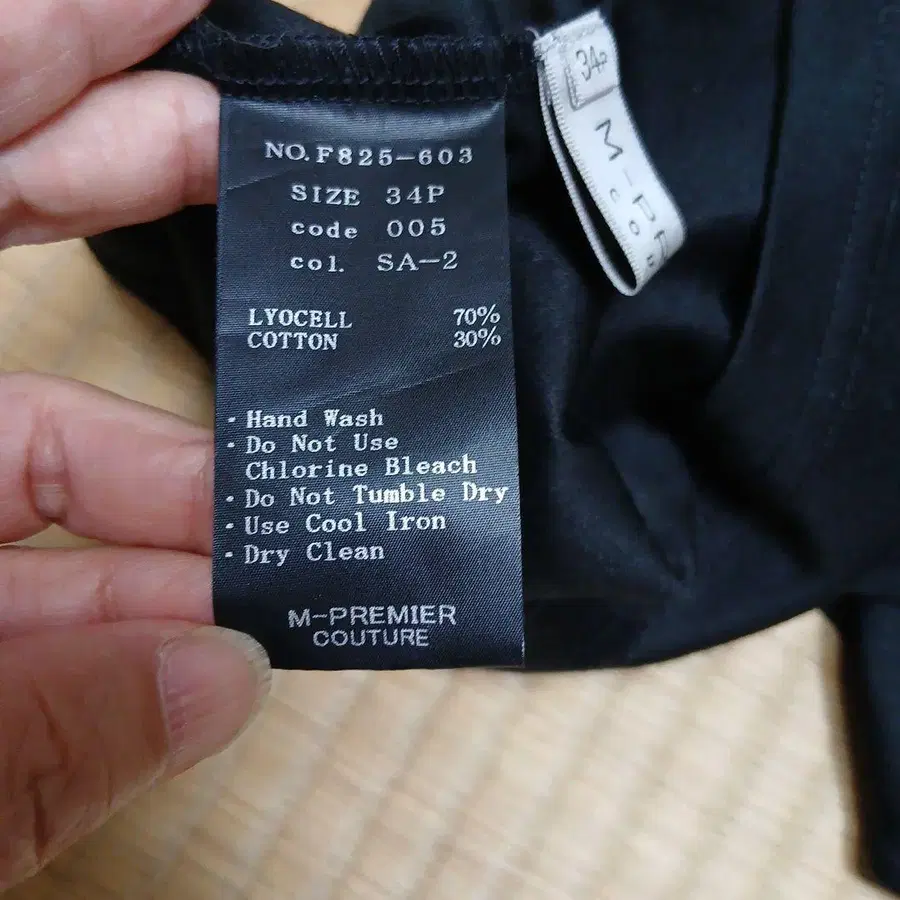 NO. F825-603
SIZE 34P
code 005
col. SA-2
LYOCELL 70%
COTTON 30%
· Hand Wash
· Do Not Use
Chlorine Bleach
· Do Not Tumble Dry
· Use Cool Iron
· Dry Clean
M-PREMIER
COUTURE
34P
M-P
cou